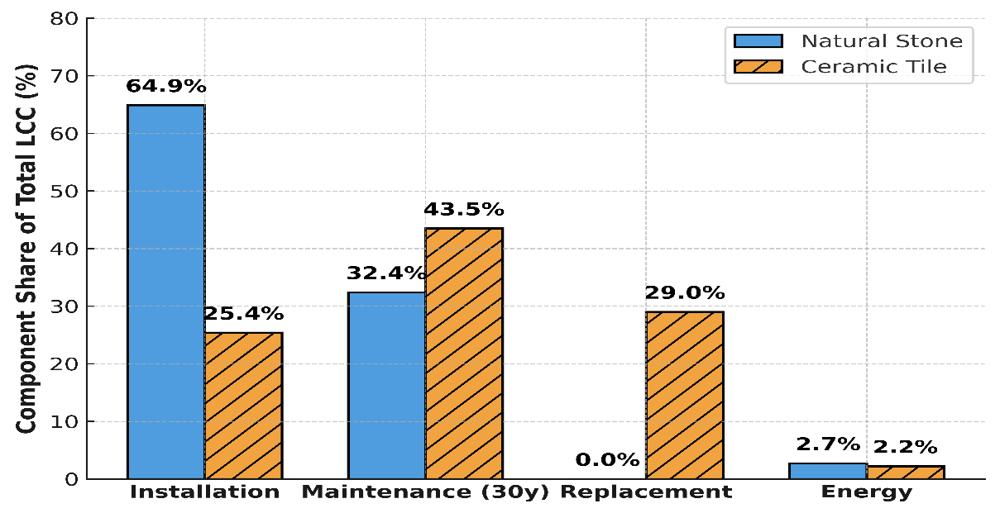 80
70
60
50
40
30
20
10
0
Component Share of Total LCC (%)
Natural Stone
Ceramic Tile
64.9%
25.4%
32.4%
43.5%
0.0%
29.0%
2.7%
2.2%
Installation
Maintenance (30y)
Replacement
Energy